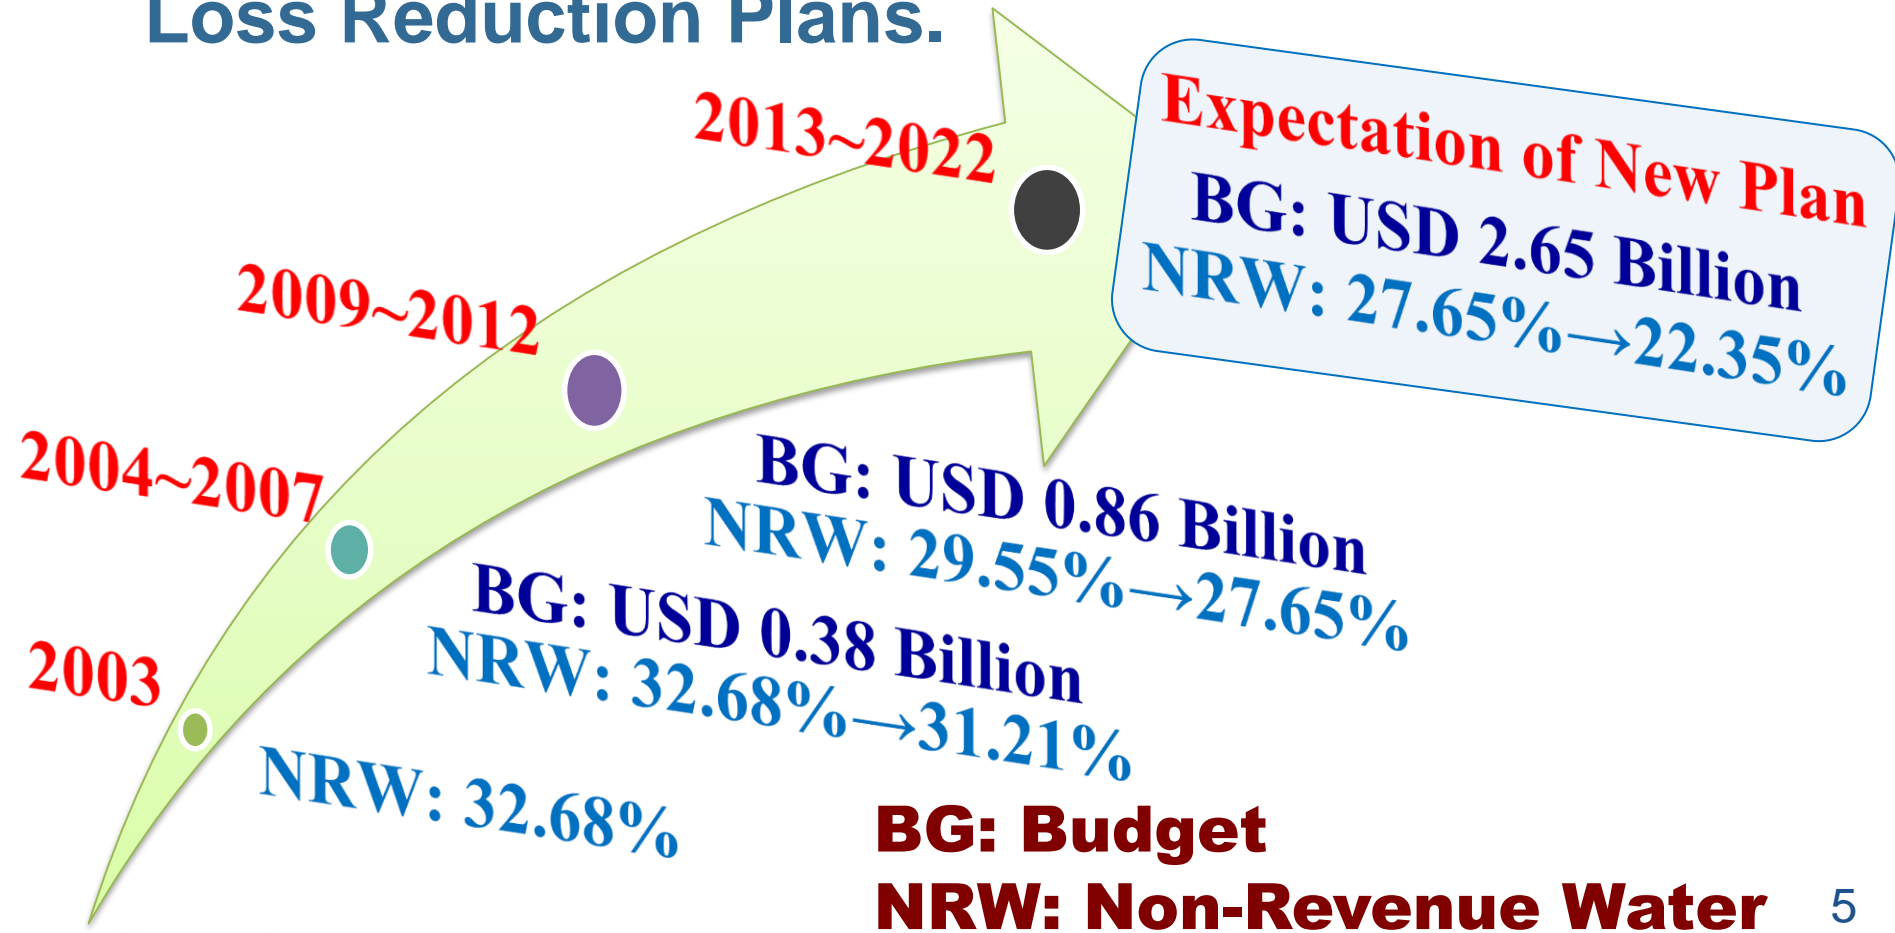 Loss Reduction Plans.
2013~2022
Expectation of New Plan
BG: USD 2.65 Billion
NRW: 27.65%→22.35%
2009~2012
BG: USD 0.86 Billion
NRW: 29.55%→27.65%
2004~2007
BG: USD 0.38 Billion
NRW: 32.68%→31.21%
2003
NRW: 32.68%
BG: Budget
NRW: Non-Revenue Water
5